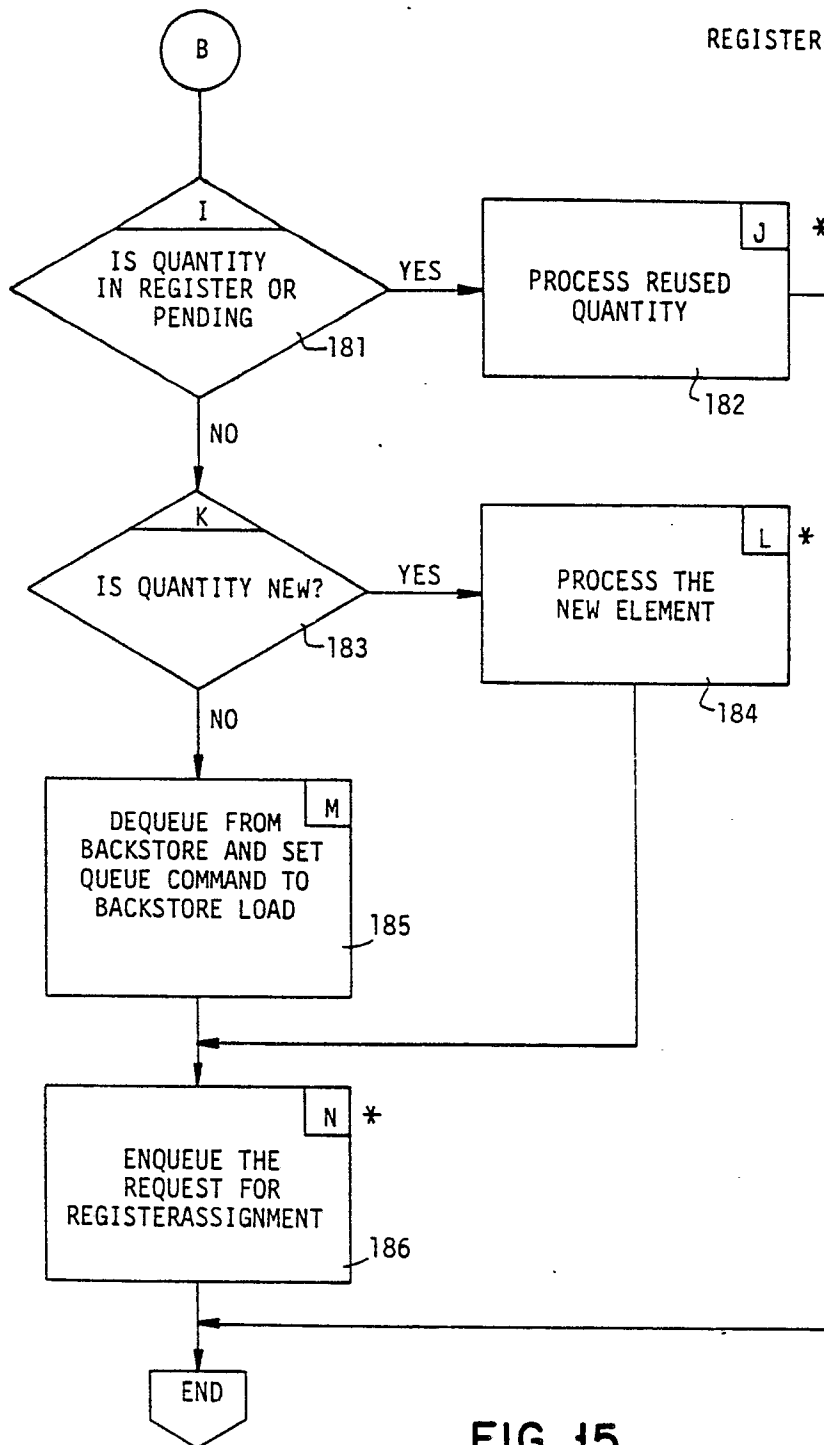 B
REGISTER
I
IS QUANTITY
IN REGISTER OR
PENDING
181
YES
J
*
PROCESS REUSED
QUANTITY
182
NO
K
IS QUANTITY NEW?
183
YES
L
*
PROCESS THE
NEW ELEMENT
184
NO
M
DEQUEUE FROM
BACKSTORE AND SET
QUEUE COMMAND TO
BACKSTORE LOAD
185
N
*
ENQUEUE THE
REQUEST FOR
REGISTERASSIGNMENT
186
END
FIG. 15